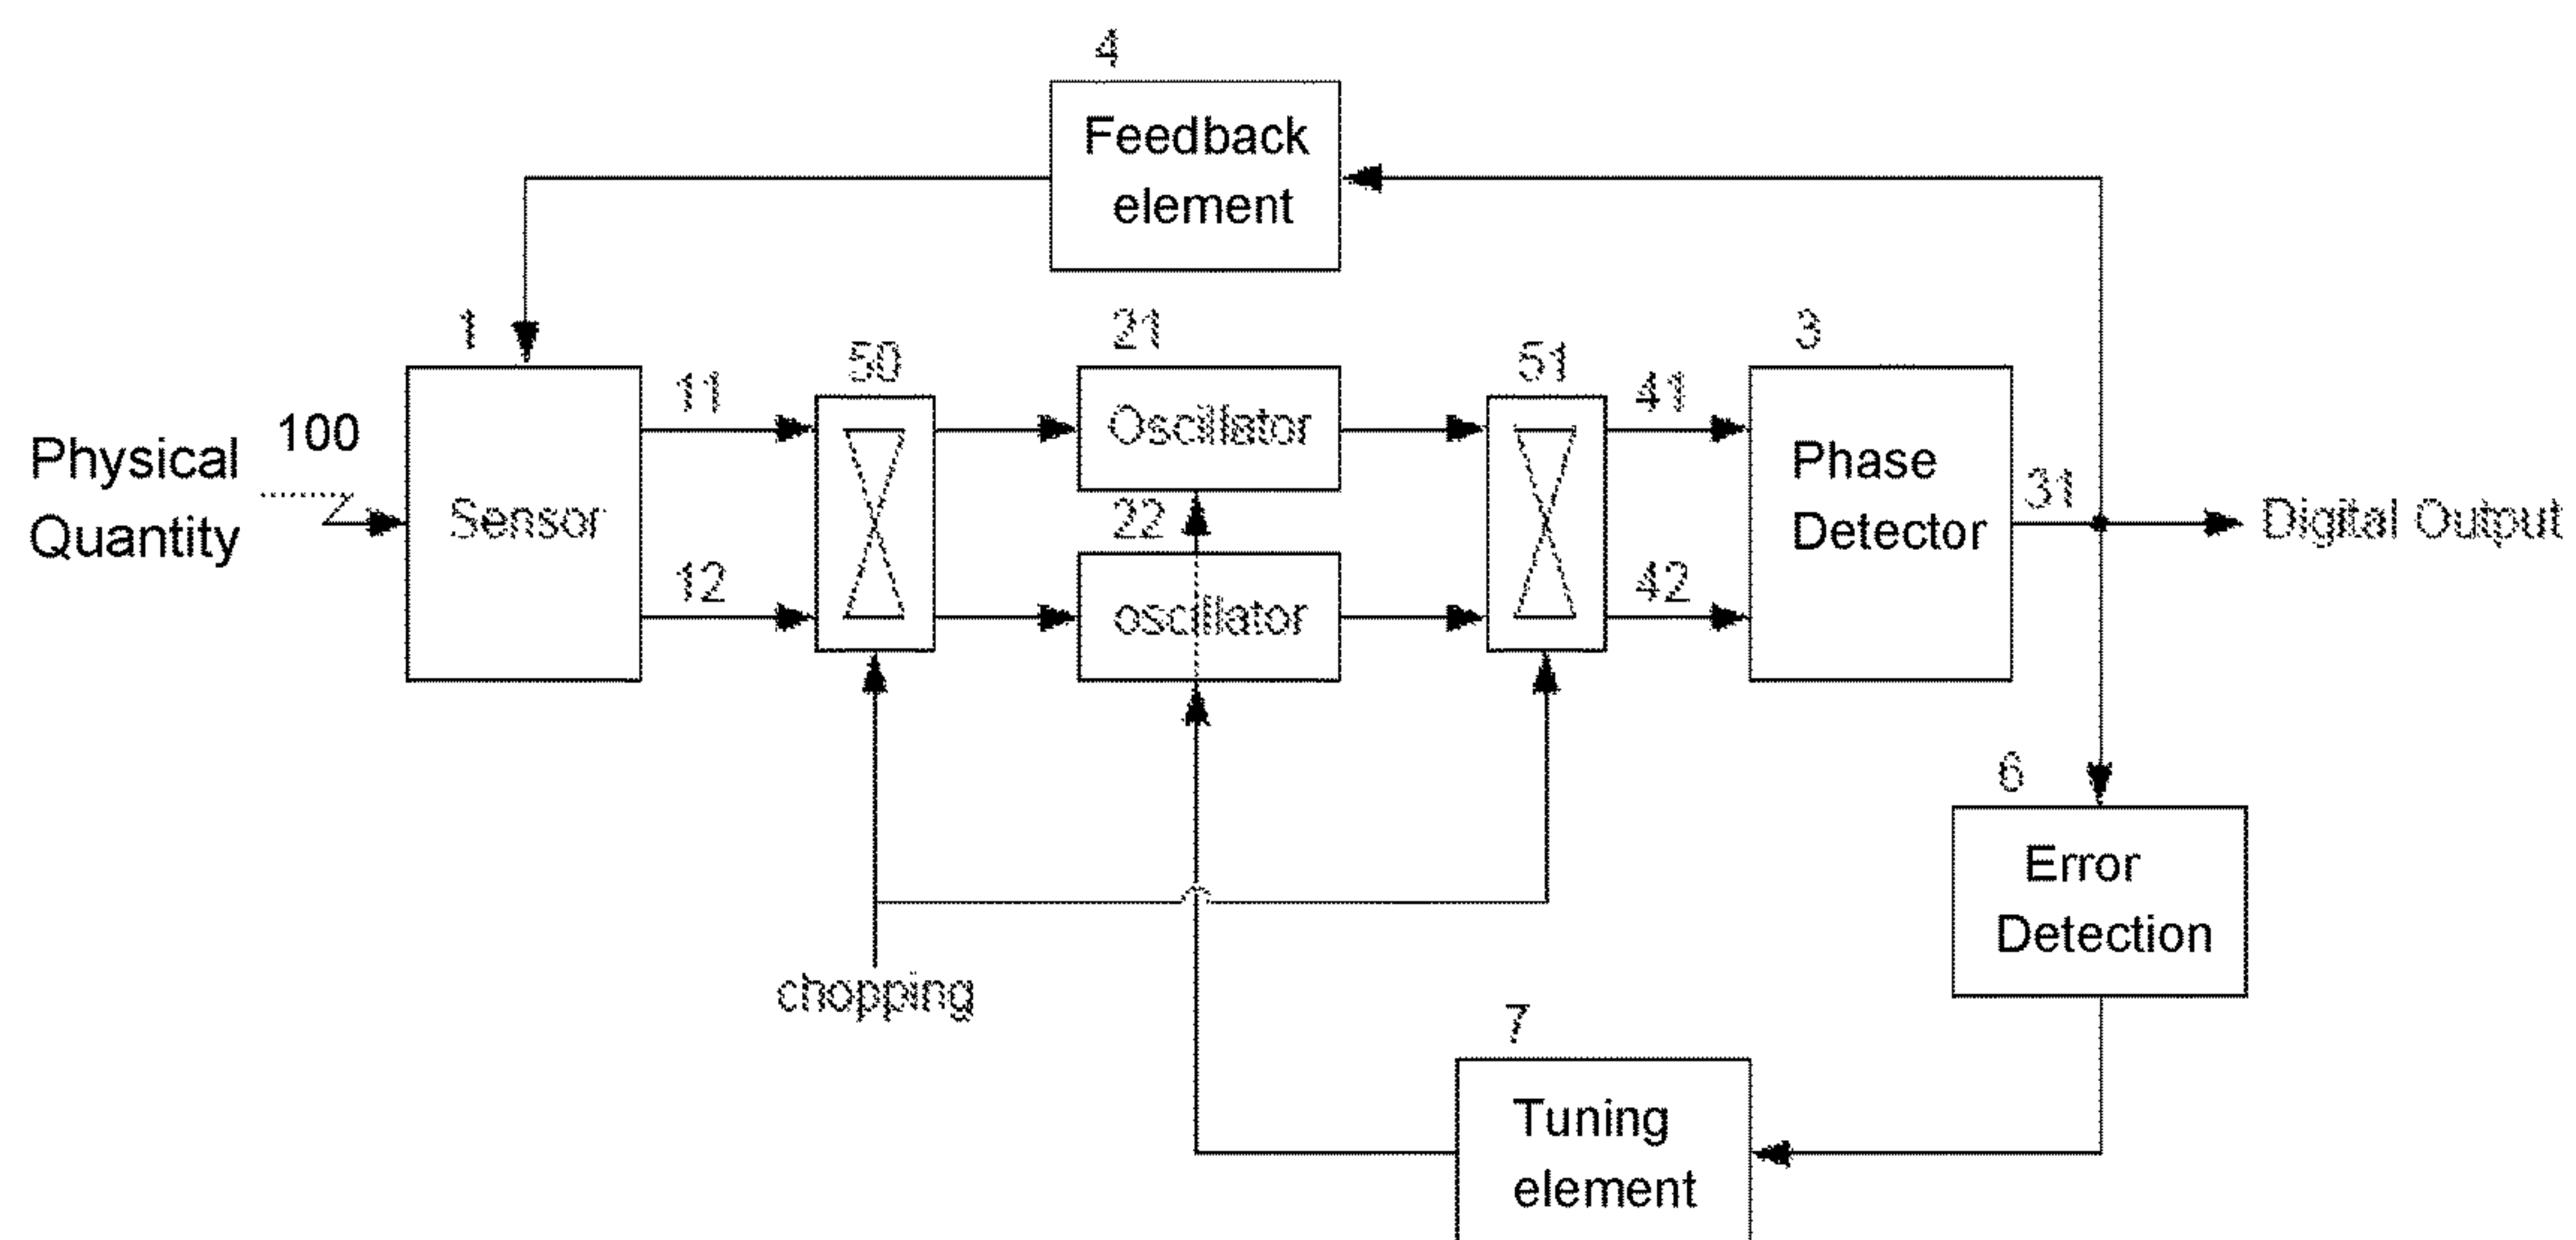 4
Feedback
element
1
11
50
21
51
41
3
Physical
Quantity
100
Sensor
Oscillator
Phase
Detector
31
Digital Output
22
12
oscillator
42
6
Error
Detection
chopping
7
Tuning
element